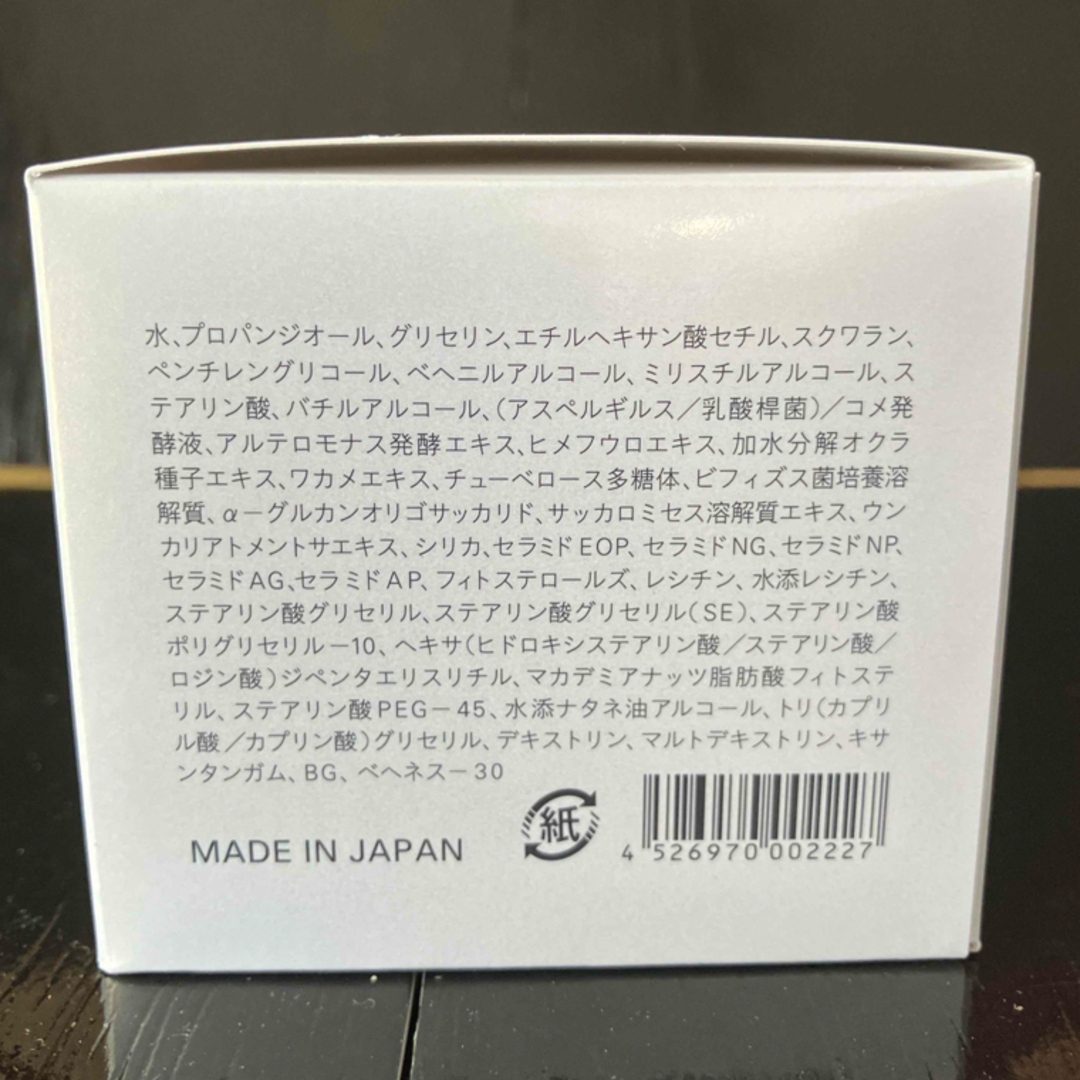 水、プロパンジオール、グリセリン、エチルヘキサン酸セチル、スクワラン、
ペンチレングリコール、ベヘニルアルコール、ミリスチルアルコール、ス
テアリン酸、バチルアルコール、(アスペルギルス/乳酸桿菌)/コメ発
酵液、アルテロモナス発酵エキス、ヒメフウロエキス、加水分解オクラ
種子エキス、ワカメエキス、チューベロース多糖体、ビフィズス菌培養溶
解質、α－グルカンオリゴサッカリド、サッカロミセス溶解質エキス、ウン
カリアトメントサエキス、シリカ、セラミドEOP、セラミドNG、セラミドNP、
セラミドAG、セラミドAP、フィトステロールズ、レシチン、水添レシチン、
ステアリン酸グリセリル、ステアリン酸グリセリル(SE)、ステアリン酸
ポリグリセリル－10、ヘキサ(ヒドロキシステアリン酸/ステアリン酸/
ロジン酸)ジペンタエリスリチル、マカデミアナッツ脂肪酸フィトステ
リル、ステアリン酸PEG－45、水添ナタネ油アルコール、トリ(カプリ
ル酸/カプリン酸)グリセリル、デキストリン、マルトデキストリン、キサ
ンタンガム、BG、ベヘネス－30
MADE IN JAPAN
紙
4 526970 002227